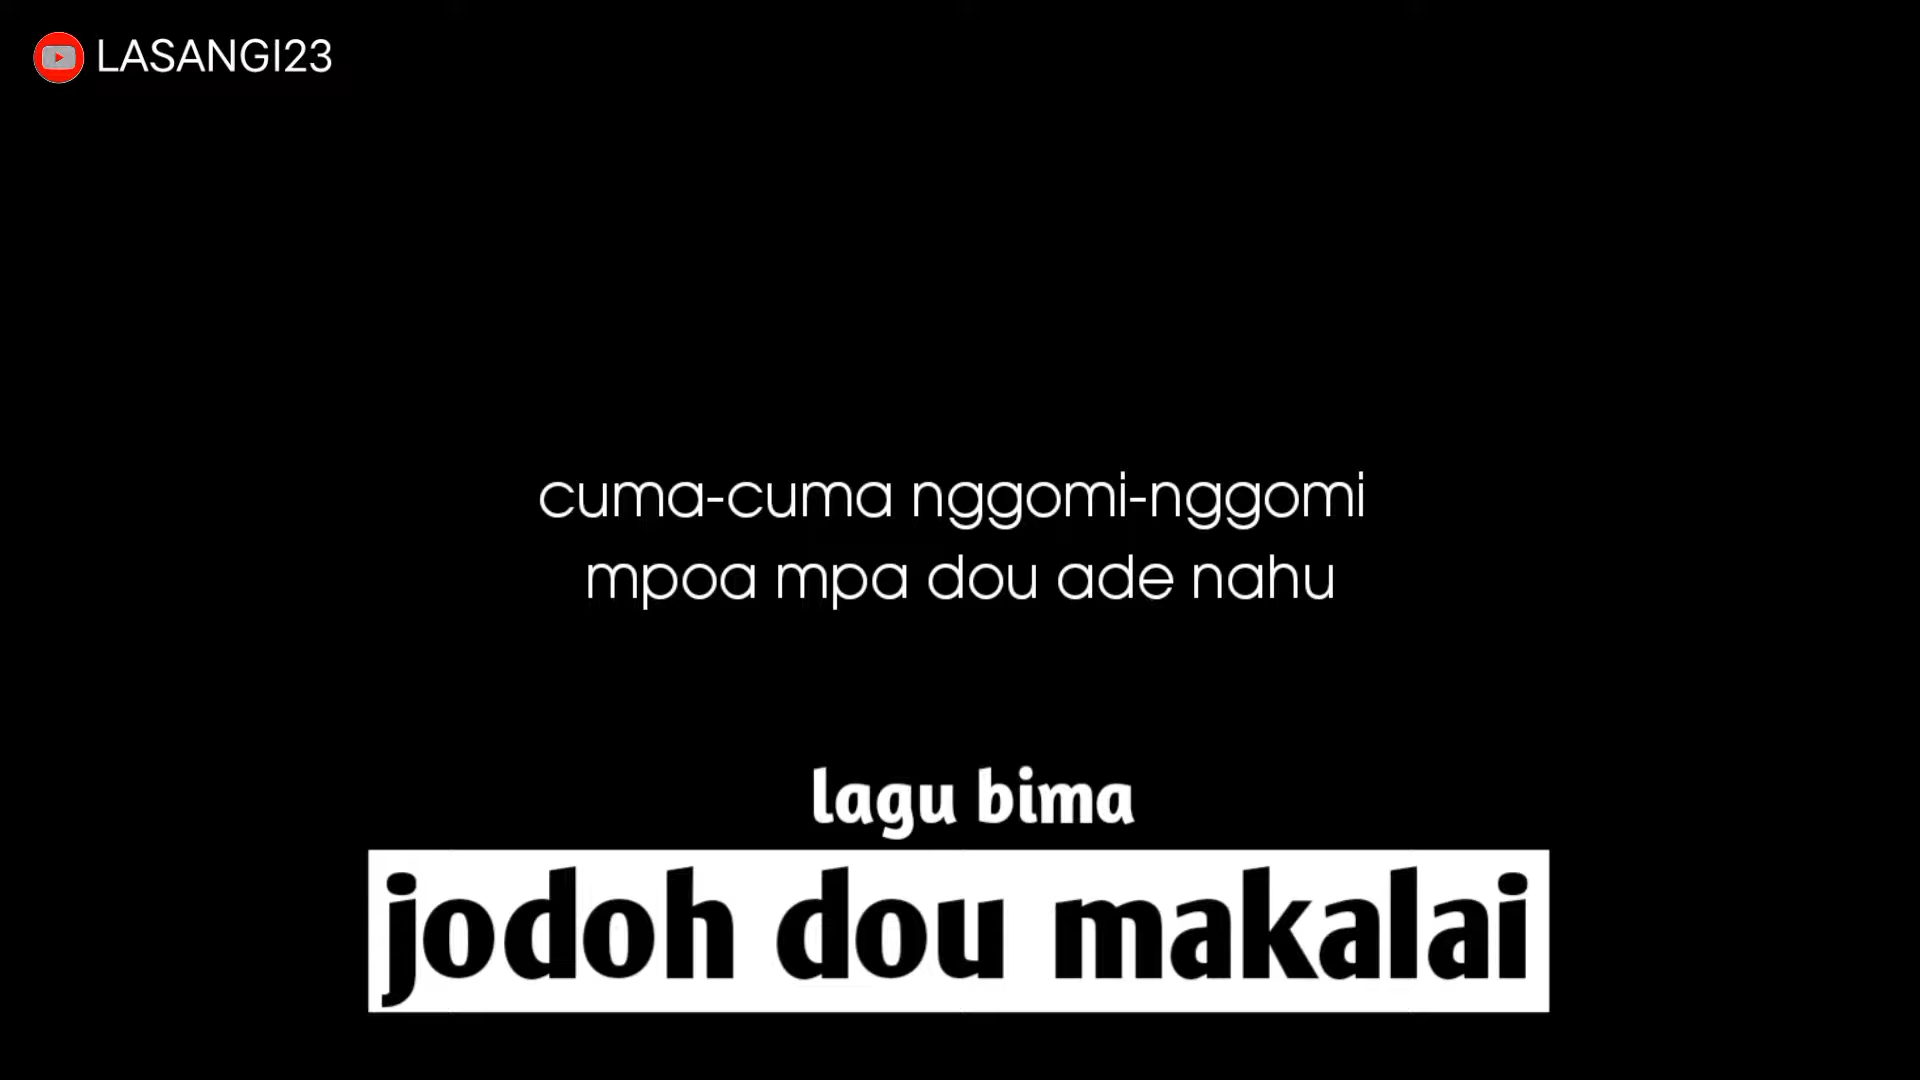 LASANGI23
cuma-cuma nggomi-nggomi
mpoa mpa dou ade nahu
lagu bima
jodoh dou makalai